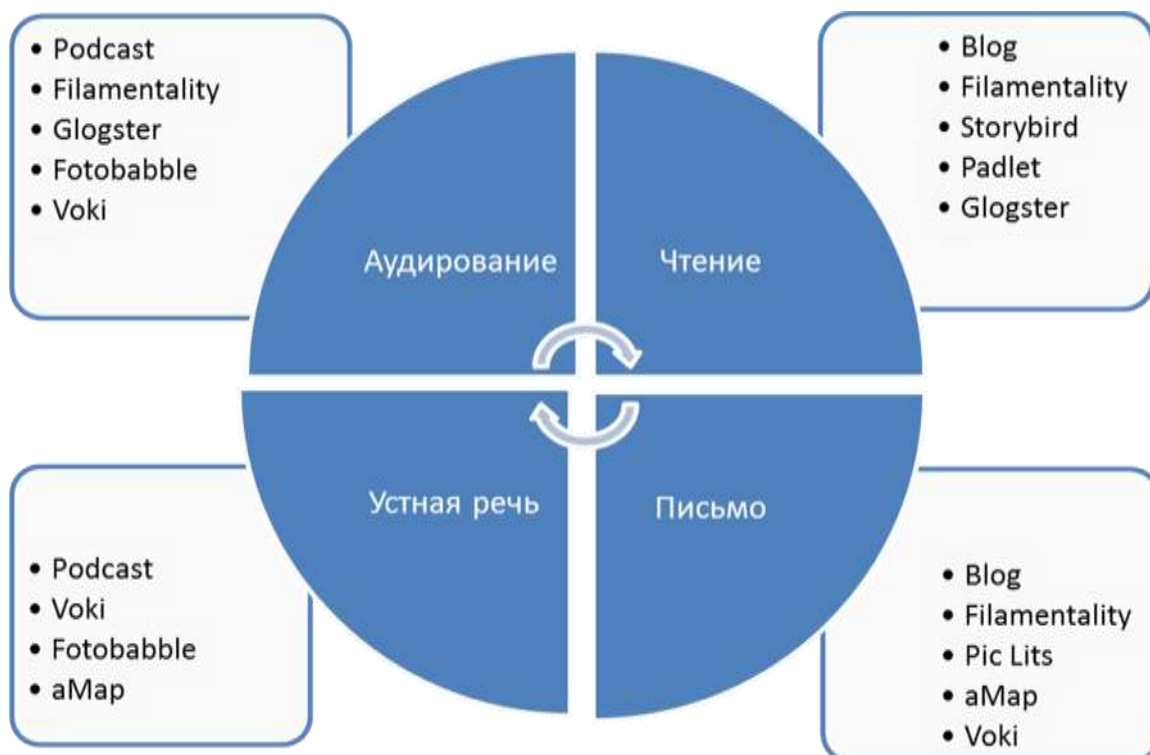 • Podcast
• Filamentality
• Glogster
• Fotobabble
• Voki
Аудирование
• Blog
• Filamentality
• Storybird
• Padlet
• Glogster
Чтение
Устная речь
• Podcast
• Voki
• Fotobabble
• aMap
Письмо
• Blog
• Filamentality
• Pic Lits
• aMap
• Voki